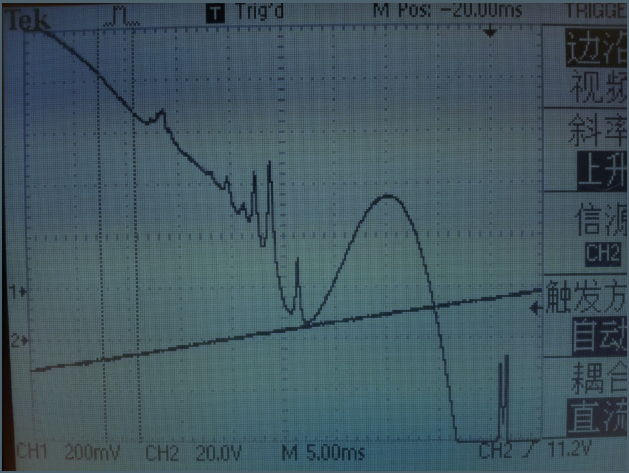 Tek
T Trig'd
M Pos: -20.00ms
TRIGGE
边沿
视频
斜率
上升
信源
CH2
1
触发方
自动
2
耦合
直流
CH1 200mV
CH2 20.0V
M 5.00ms
CH2 11.2V